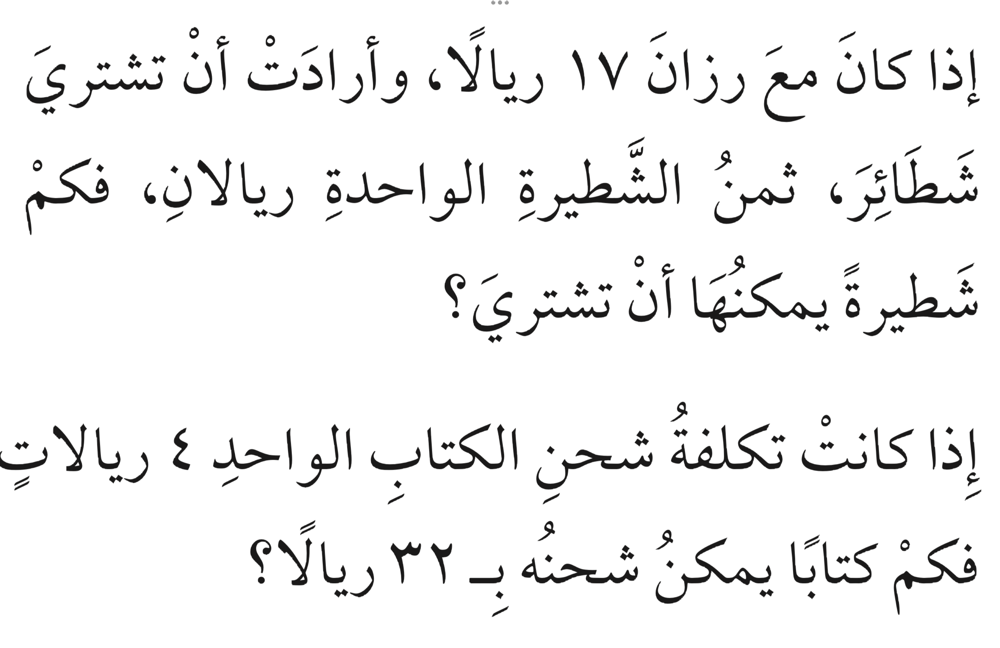 إذا كانَ معَ رزانَ ١٧ ريالًا، وأرادَتْ أنْ تشتريَ
شَطَائِرَ، ثمنُ الشَّطيرةِ الواحدةِ ريالانِ، فكمْ
شَطيرةً يمكنُهَا أنْ تشتريَ؟
إِذا كانتْ تكلفةُ شحنِ الكتابِ الواحدِ ٤ ريالاتٍ
فكمْ كتابًا يمكنُ شحنُه بِـ ٣٢ ريالًا؟